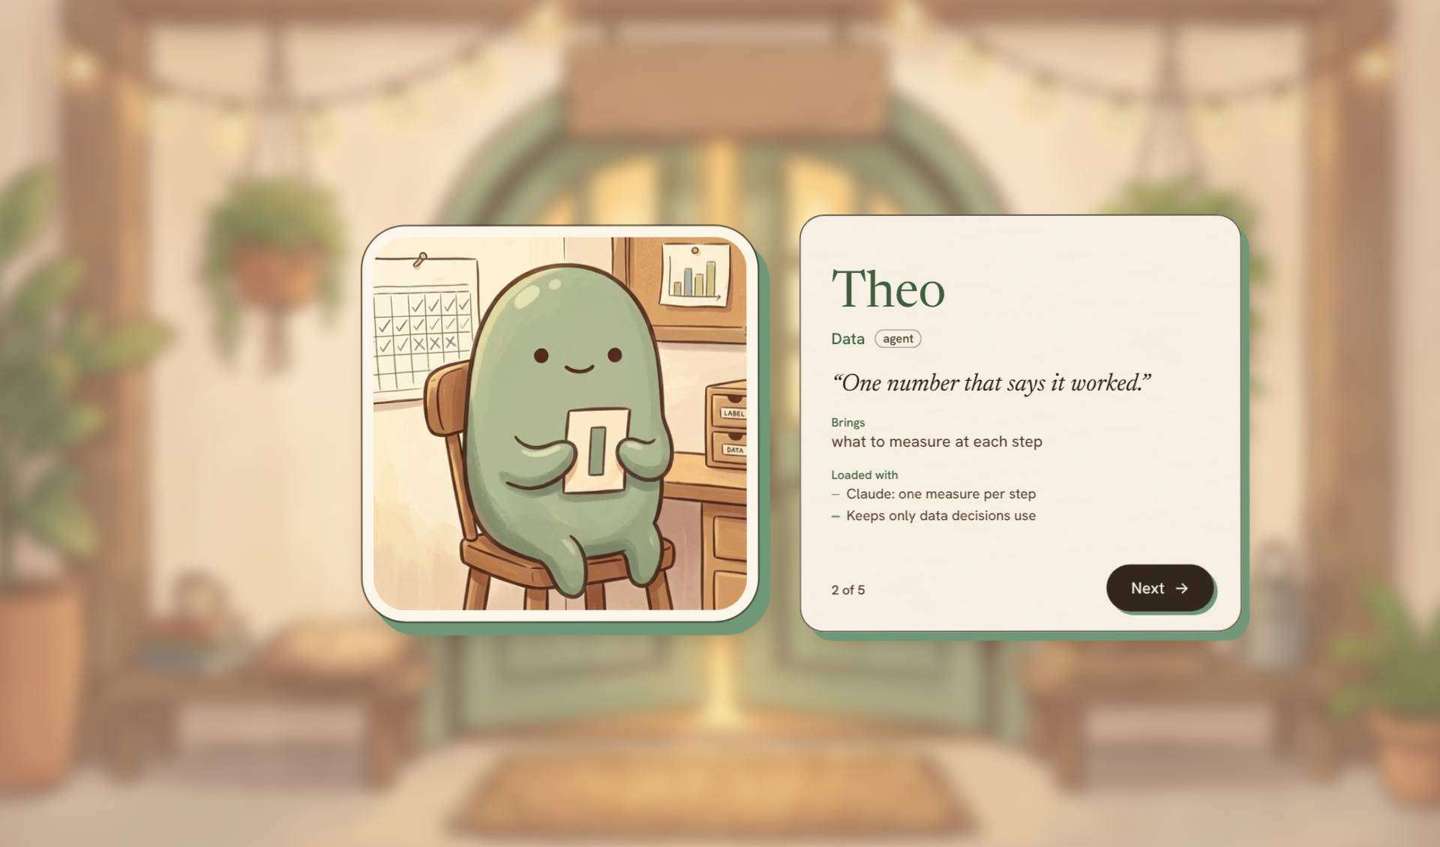 LABEL
DATA
Theo
Data agent
“One number that says it worked.”
Brings
what to measure at each step
Loaded with
– Claude: one measure per step
– Keeps only data decisions use
2 of 5
Next →